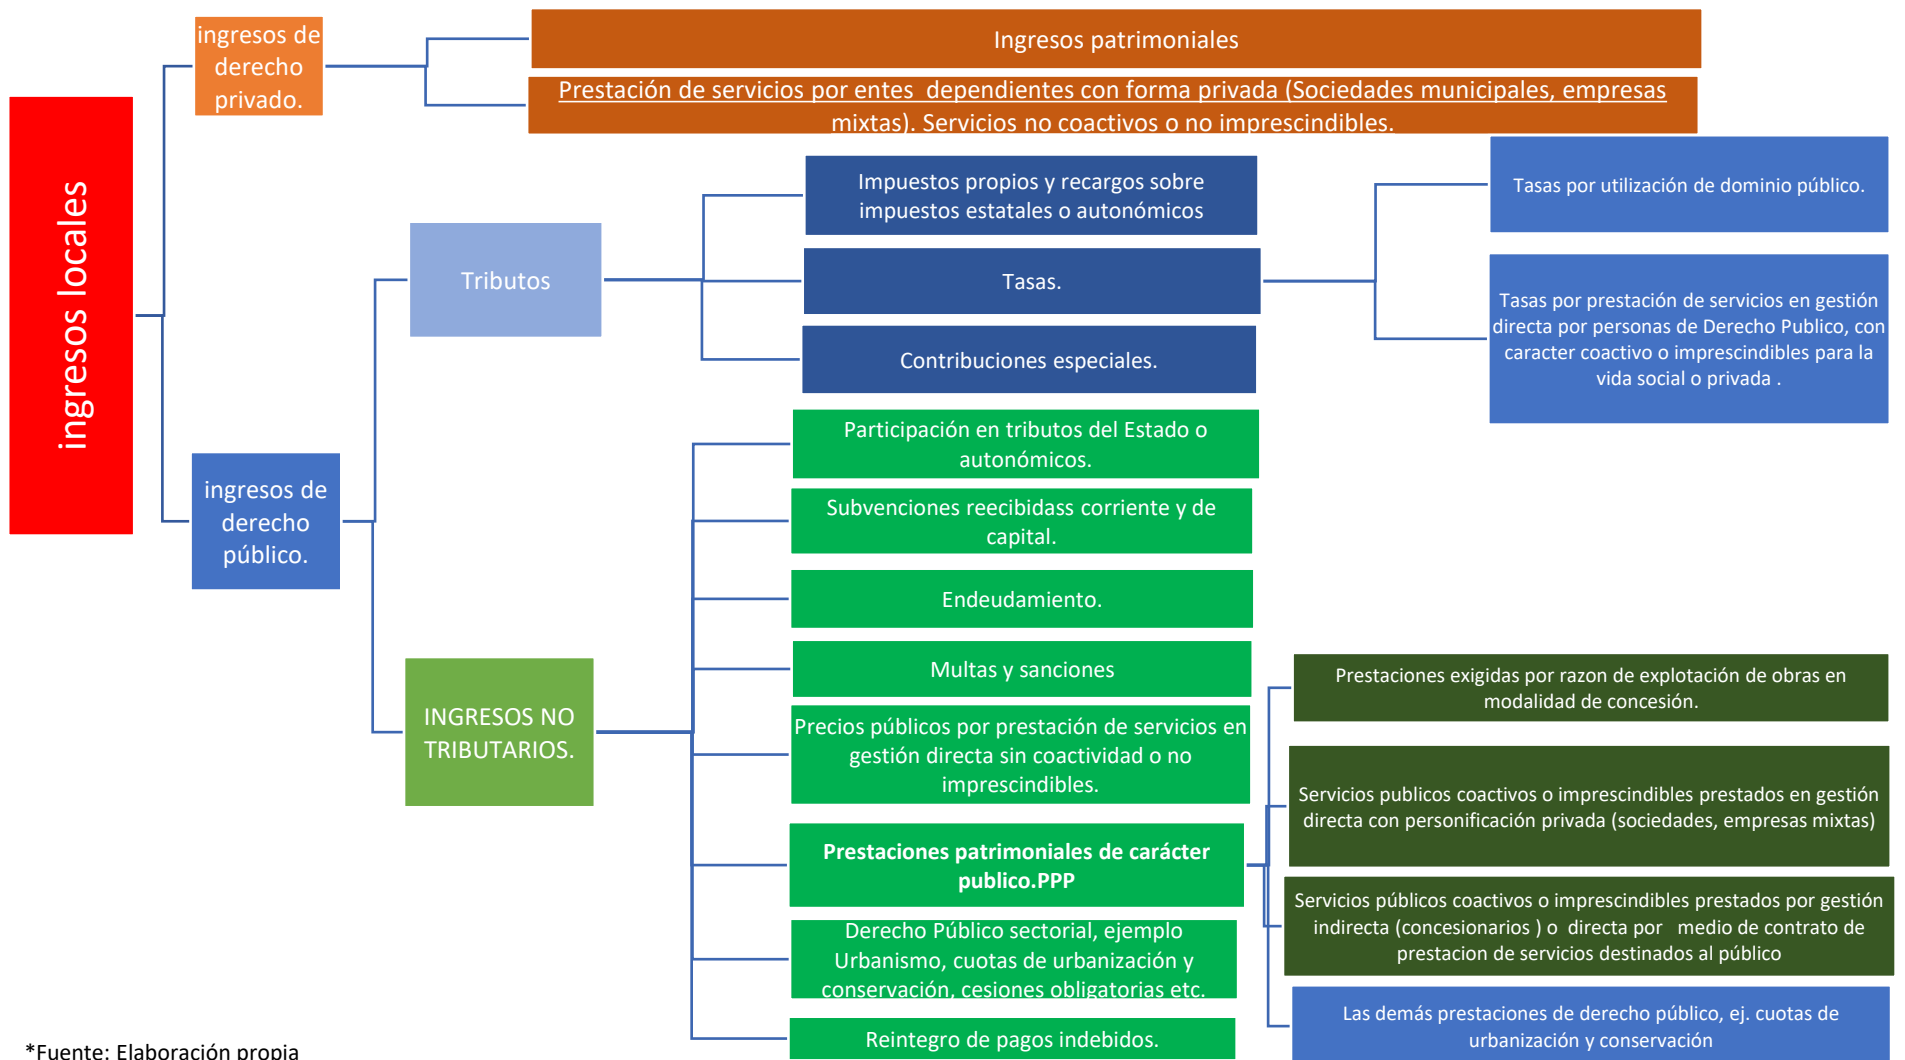 ingresos locales
ingresos de
derecho
privado.
Ingresos patrimoniales
Prestación de servicios por entes  dependientes con forma privada (Sociedades municipales, empresas
mixtas). Servicios no coactivos o no imprescindibles.
ingresos de
derecho
público.
Tributos
Impuestos propios y recargos sobre
impuestos estatales o autonómicos
Tasas.
Contribuciones especiales.
Tasas por utilización de dominio público.
Tasas por prestación de servicios en gestión
directa por personas de Derecho Publico, con
caracter coactivo o imprescindibles para la
vida social o privada .
INGRESOS NO
TRIBUTARIOS.
Participación en tributos del Estado o
autonómicos.
Subvenciones reecibidass corriente y de
capital.
Endeudamiento.
Multas y sanciones
Precios públicos por prestación de servicios en
gestión directa sin coactividad o no
imprescindibles.
Prestaciones patrimoniales de carácter
publico.PPP
Derecho Público sectorial, ejemplo
Urbanismo, cuotas de urbanización y
conservación, cesiones obligatorias etc.
Reintegro de pagos indebidos.
Prestaciones exigidas por razon de explotación de obras en
modalidad de concesión.
Servicios publicos coactivos o imprescindibles prestados en gestión
directa con personificación privada (sociedades, empresas mixtas)
Servicios públicos coactivos o imprescindibles prestados por gestión
indirecta (concesionarios ) o  directa por   medio de contrato de
prestacion de servicios destinados al público
Las demás prestaciones de derecho público, ej. cuotas de
urbanización y conservación
*Fuente: Elaboración propia